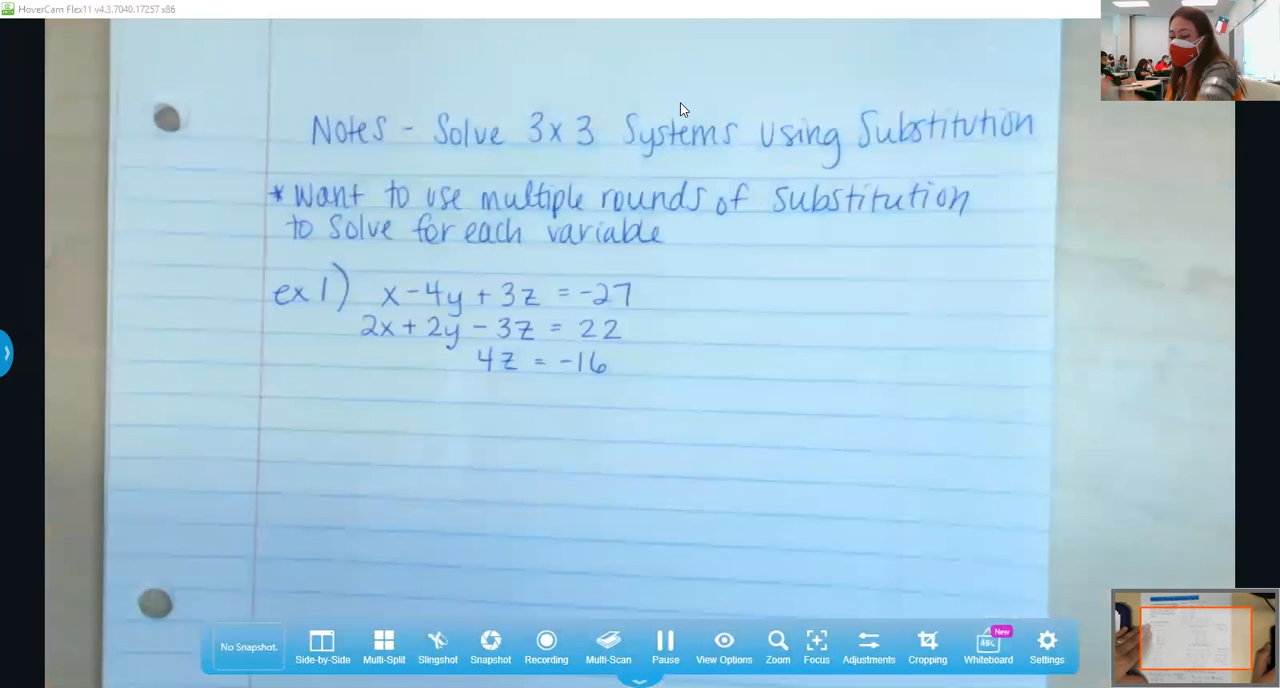 HoverCam Flex11 v4.3.7040.17257 x86
Notes - Solve 3x3 Systems Using Substitution
* Want to use multiple rounds of substitution
to solve for each variable
ex 1) x - 4y + 3z = -27
2x + 2y - 3z = 22
4z = -16
No Snapshot.
Side-by-Side
Multi-Split
Slingshot
Snapshot
Recording
Multi-Scan
Pause
View Options
Zoom
Focus
Adjustments
Cropping
ABC
New
Whiteboard
Settings